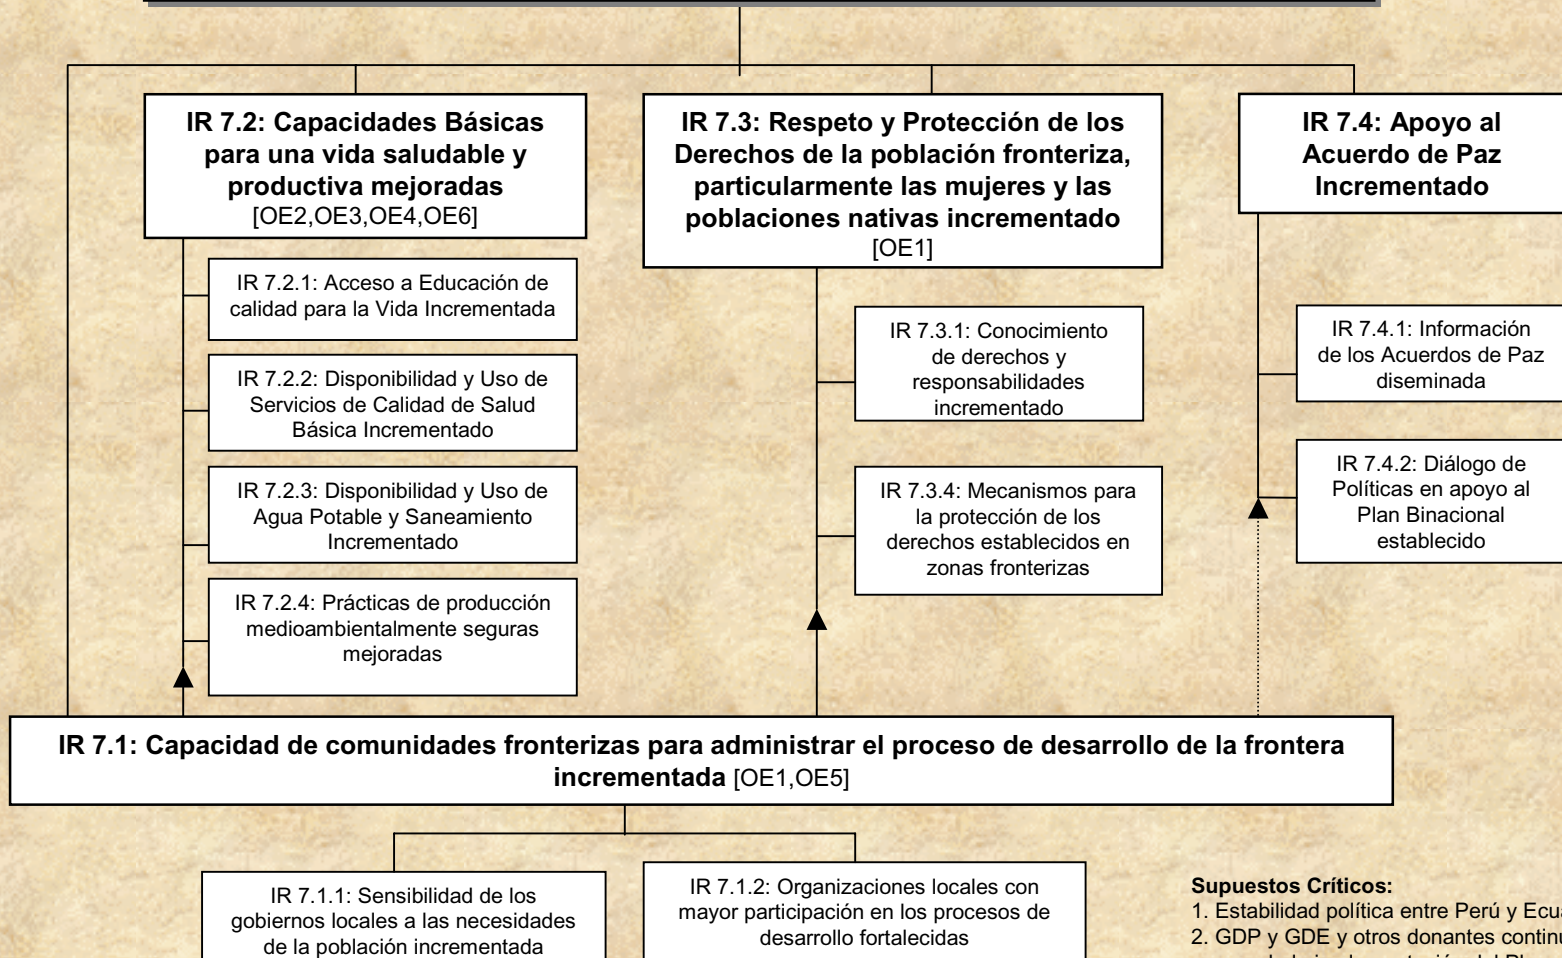 IR 7.2: Capacidades Básicas
para una vida saludable y
productiva mejoradas
[OE2,OE3,OE4,OE6]
IR 7.2.1: Acceso a Educación de
calidad para la Vida Incrementada
IR 7.2.2: Disponibilidad y Uso de
Servicios de Calidad de Salud
Básica Incrementado
IR 7.2.3: Disponibilidad y Uso de
Agua Potable y Saneamiento
Incrementado
IR 7.2.4: Prácticas de producción
medioambientalmente seguras
mejoradas
IR 7.3: Respeto y Protección de los
Derechos de la población fronteriza,
particularmente las mujeres y las
poblaciones nativas incrementado
[OE1]
IR 7.3.1: Conocimiento
de derechos y
responsabilidades
incrementado
IR 7.3.4: Mecanismos para
la protección de los
derechos establecidos en
zonas fronterizas
IR 7.4: Apoyo al
Acuerdo de Paz
Incrementado
IR 7.4.1: Información
de los Acuerdos de Paz
diseminada
IR 7.4.2: Diálogo de
Políticas en apoyo al
Plan Binacional
establecido
IR 7.1: Capacidad de comunidades fronterizas para administrar el proceso de desarrollo de la frontera
incrementada [OE1,OE5]
IR 7.1.1: Sensibilidad de los
gobiernos locales a las necesidades
de la población incrementada
IR 7.1.2: Organizaciones locales con
mayor participación en los procesos de
desarrollo fortalecidas
Supuestos Críticos:
1. Estabilidad política entre Perú y
2. GDP y GDE y otros donantes